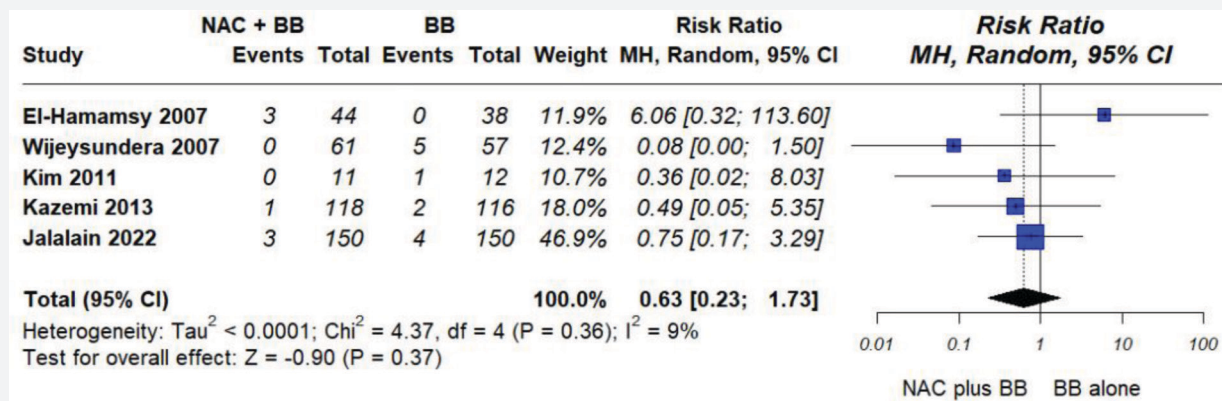 NAC + BB BB Risk Ratio Risk Ratio
Study Events Total Events Total Weight MH, Random, 95% CI MH, Random, 95% CI
El-Hamamsy 2007 3 44 0 38 11.9% 6.06 [0.32; 113.60]
Wijeysundera 2007 0 61 5 57 12.4% 0.08 [0.00; 1.50]
Kim 2011 0 11 1 12 10.7% 0.36 [0.02; 8.03]
Kazemi 2013 1 118 2 116 18.0% 0.49 [0.05; 5.35]
Jalalain 2022 3 150 4 150 46.9% 0.75 [0.17; 3.29]
Total (95% CI) 100.0% 0.63 [0.23; 1.73]
Heterogeneity: Tau² < 0.0001; Chi² = 4.37, df = 4 (P = 0.36); I² = 9%
Test for overall effect: Z = -0.90 (P = 0.37)
0.01 0.1 1 10 100
NAC plus BB BB alone